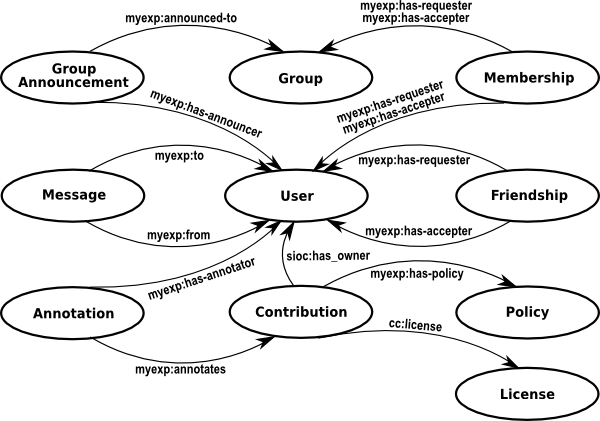 myexp:has-requester
myexp:announced-to
myexp:has-accepter
Group
Announcement
Group
Membership
myexp:has-announcer
myexp:has-requester
myexp:has-accepter
myexp:to
myexp:has-requester
Message
User
Friendship
myexp:from
myexp:has-accepter
myexp:has-annotator
sioc:has_owner
myexp:has-policy
Annotation
Contribution
Policy
cc:license
myexp:annotates
License